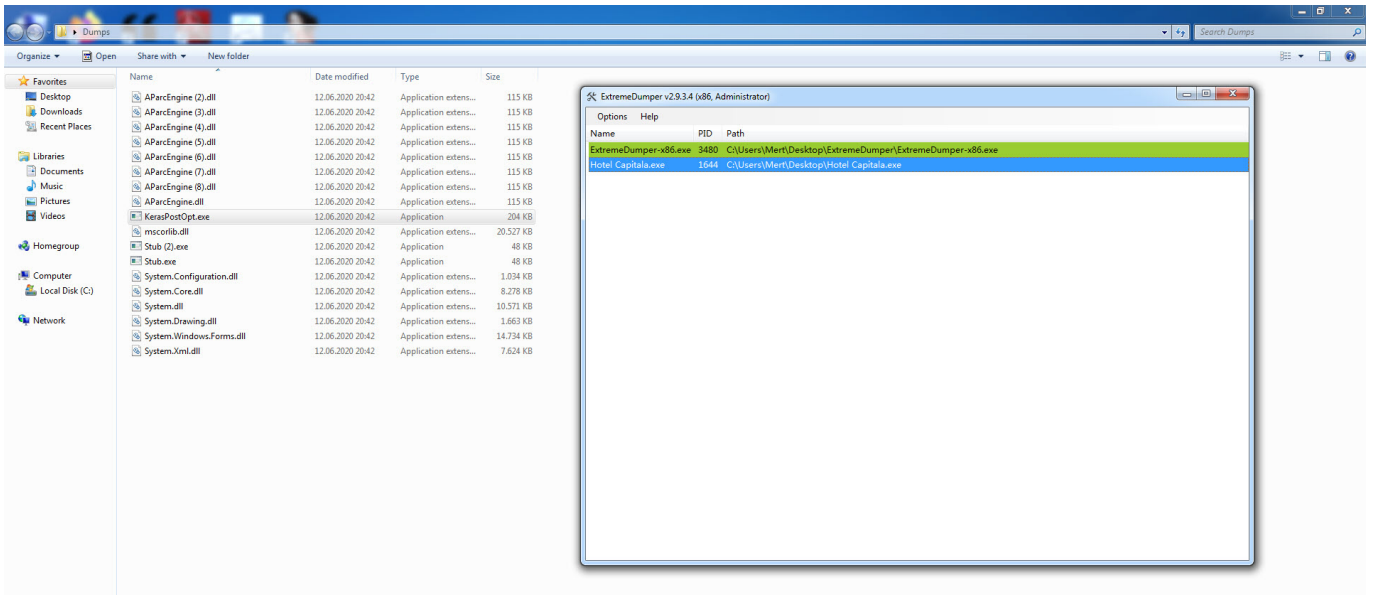 Dumps
Search Dumps
Organize
Open
Share with
New folder
Favorites
Desktop
Downloads
Recent Places
Libraries
Documents
Music
Pictures
Videos
Homegroup
Computer
Local Disk (C:)
Network
Name Date modified Type Size
AParcEngine (2).dll 12.06.2020 20:42 Application extens... 115 KB
AParcEngine (3).dll 12.06.2020 20:42 Application extens... 115 KB
AParcEngine (4).dll 12.06.2020 20:42 Application extens... 115 KB
AParcEngine (5).dll 12.06.2020 20:42 Application extens... 115 KB
AParcEngine (6).dll 12.06.2020 20:42 Application extens... 115 KB
AParcEngine (7).dll 12.06.2020 20:42 Application extens... 115 KB
AParcEngine (8).dll 12.06.2020 20:42 Application extens... 115 KB
AParcEngine.dll 12.06.2020 20:42 Application extens... 115 KB
KerasPostOpt.exe 12.06.2020 20:42 Application 204 KB
mscorlib.dll 12.06.2020 20:42 Application extens... 20.527 KB
Stub (2).exe 12.06.2020 20:42 Application 48 KB
Stub.exe 12.06.2020 20:42 Application 48 KB
System.Configuration.dll 12.06.2020 20:42 Application extens... 1.034 KB
System.Core.dll 12.06.2020 20:42 Application extens... 8.278 KB
System.dll 12.06.2020 20:42 Application extens... 10.571 KB
System.Drawing.dll 12.06.2020 20:42 Application extens... 1.663 KB
System.Windows.Forms.dll 12.06.2020 20:42 Application extens... 14.734 KB
System.Xml.dll 12.06.2020 20:42 Application extens... 7.624 KB
ExtremeDumper v2.9.3.4 (x86, Administrator)
Options Help
Name PID Path
ExtremeDumper-x86.exe 3480 C:\Users\Mert\Desktop\ExtremeDumper\ExtremeDumper-x86.exe
Hotel Capitala.exe 1644 C:\Users\Mert\Desktop\Hotel Capitala.exe